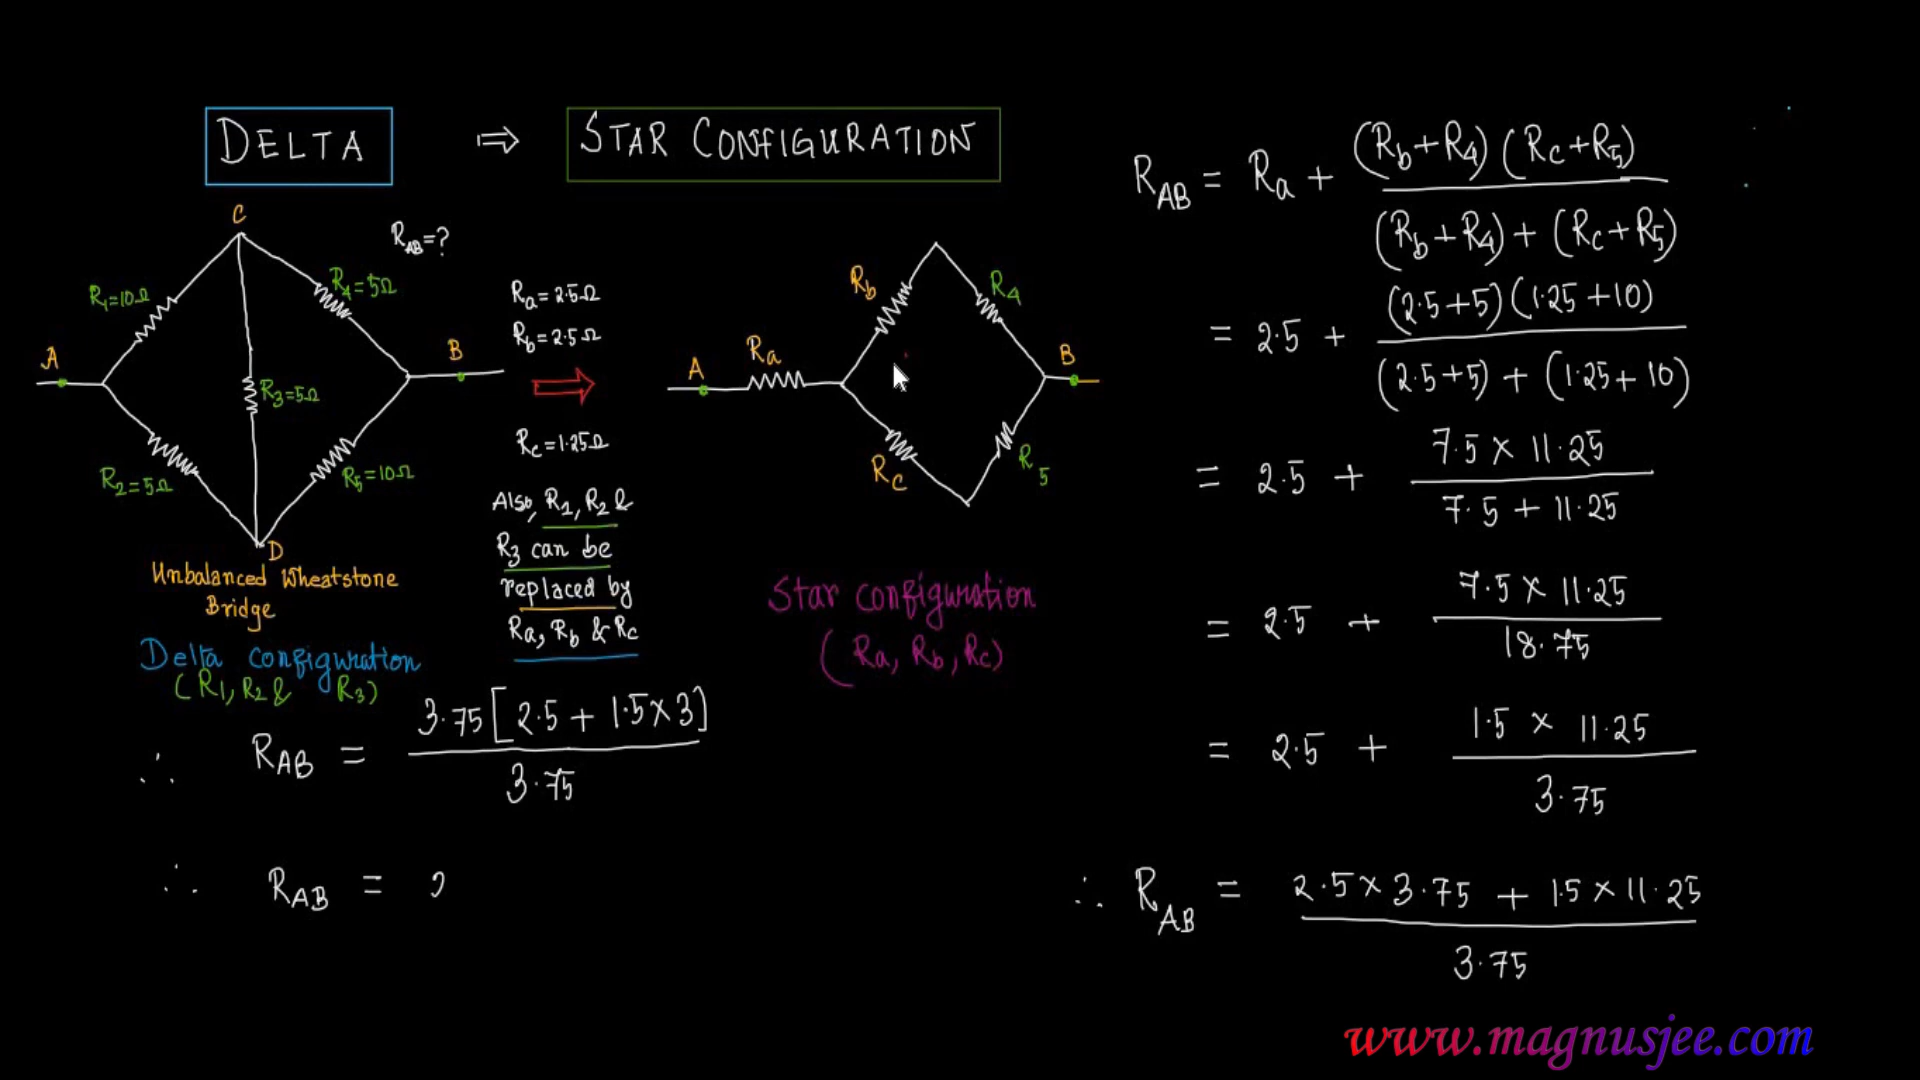 DELTA ⇒ STAR CONFIGURATION
C
R_AB=?
R1=10Ω
R4=5Ω
A
B
R3=5Ω
R2=5Ω
R5=10Ω
D
Unbalanced Wheatstone
Bridge
Delta configuration
(R1, R2 & R3)
Ra=2.5Ω
Rb=2.5Ω
Rc=1.25Ω
Also, R1, R2 &
R3 can be
replaced by
Ra, Rb & Rc
Rb
R4
A
Ra
B
Rc
R5
Star configuration
(Ra, Rb, Rc)
R_AB = Ra + (Rb+R4)(Rc+R5) / (Rb+R4)+(Rc+R5)
= 2.5 + (2.5+5)(1.25+10) / (2.5+5)+(1.25+10)
= 2.5 + 7.5 × 11.25 / 7.5 + 11.25
= 2.5 + 7.5 × 11.25 / 18.75
= 2.5 + 1.5 × 11.25 / 3.75
∴ R_AB = 2.5 × 3.75 + 1.5 × 11.25 / 3.75
∴ R_AB = 3.75[2.5 + 1.5×3] / 3.75
∴ R_AB =
www.magnusjee.com